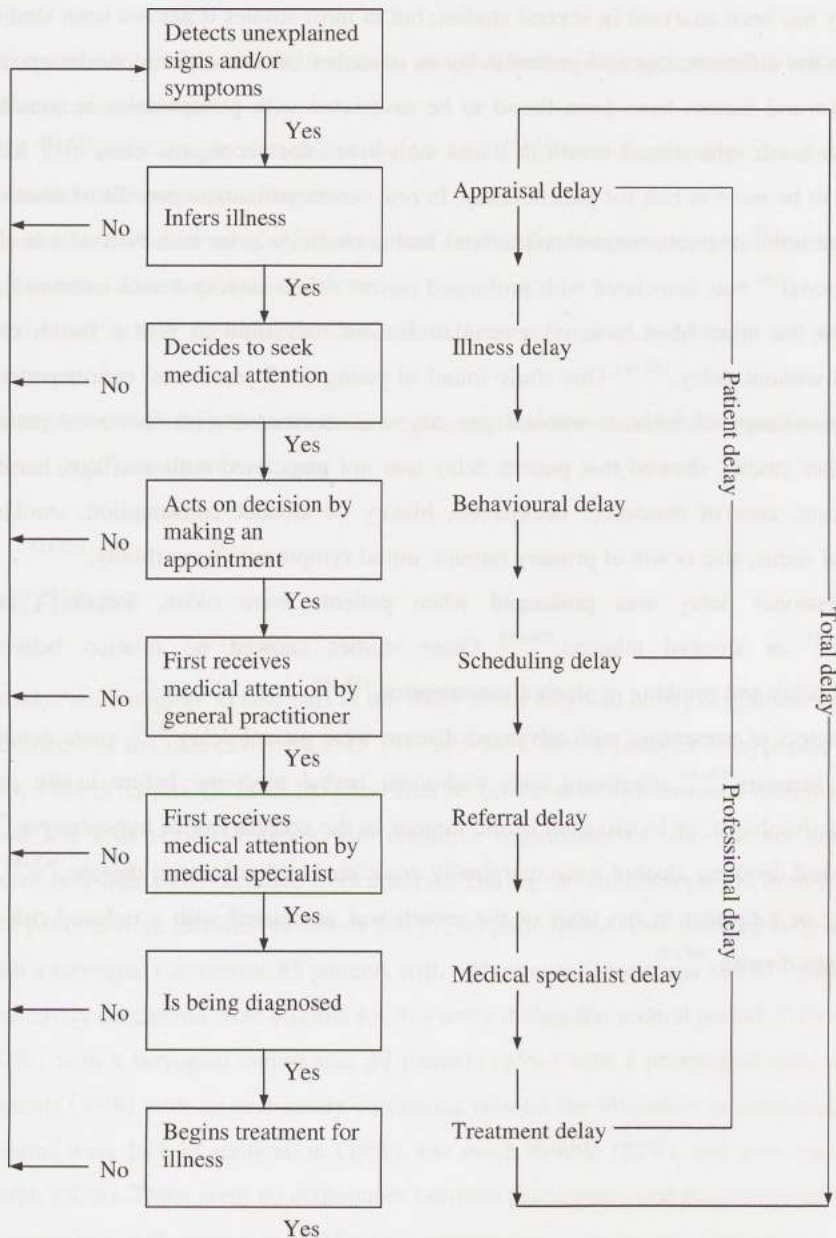 Detects unexplained
signs and/or
symptoms
Yes
No
Infers illness
Yes
No
Decides to seek
medical attention
Yes
No
Acts on decision by
making an
appointment
Yes
No
First receives
medical attention by
general practitioner
Yes
No
First receives
medical attention by
medical specialist
Yes
No
Is being diagnosed
Yes
No
Begins treatment for
illness
Yes
Appraisal delay
Illness delay
Behavioural delay
Scheduling delay
Referral delay
Medical specialist delay
Treatment delay
Patient delay
Professional delay
Total delay